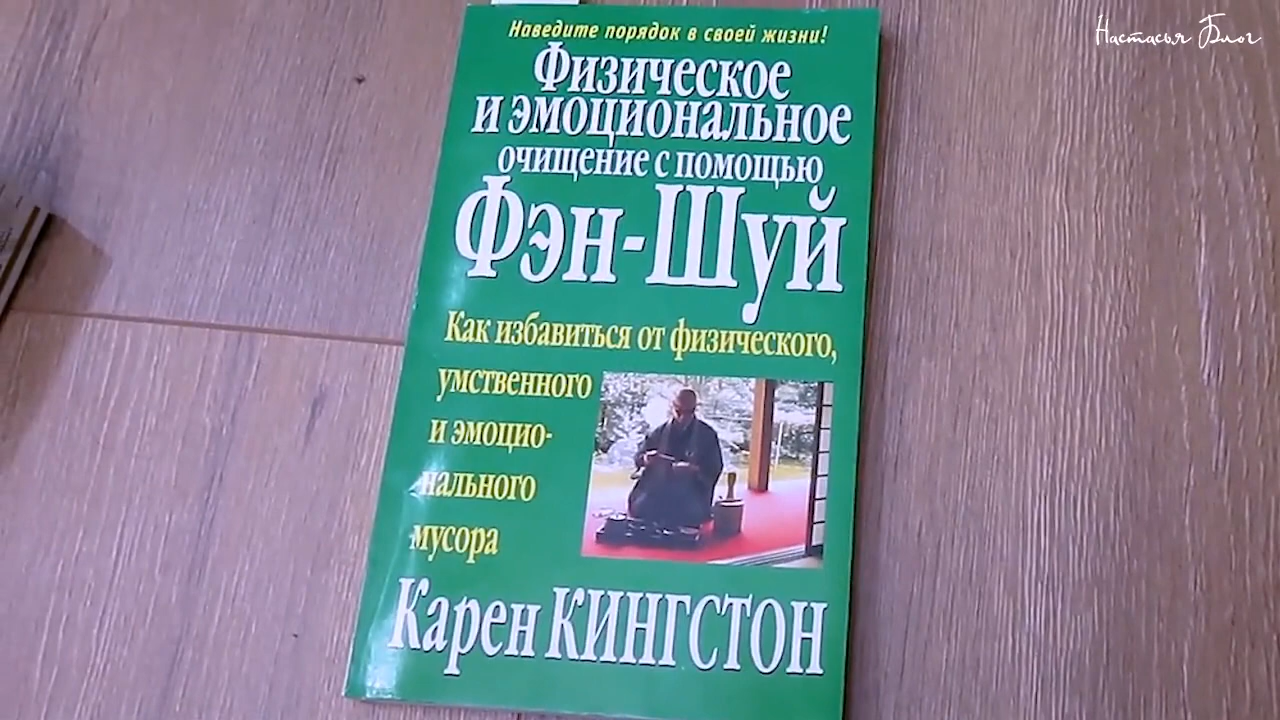 Настасья Блог
Наведите порядок в своей жизни!
Физическое
и эмоциональное
очищение с помощью
Фэн-Шуй
Как избавиться от физического,
умственного
и эмоцио-
нального
мусора
Карен КИНГСТОН